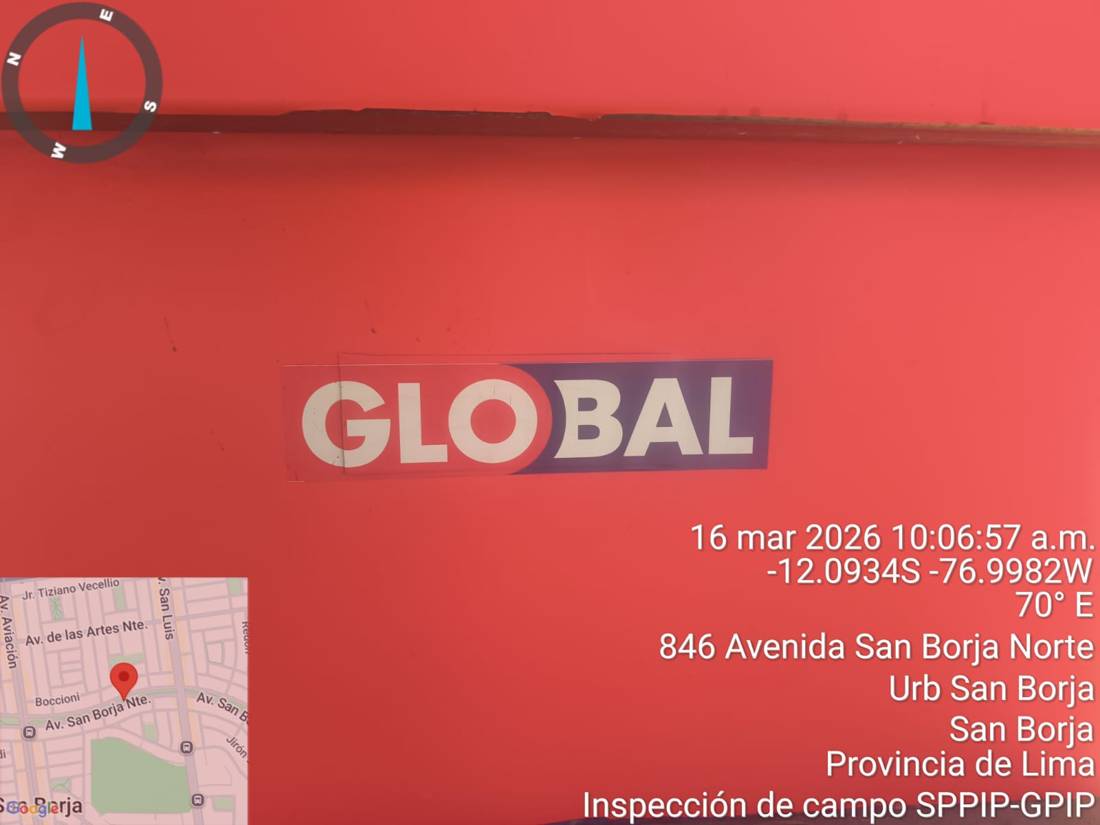 N
E
S
W
GLOBAL
16 mar 2026 10:06:57 a.m.
-12.0934S -76.9982W
70° E
846 Avenida San Borja Norte
Urb San Borja
San Borja
Provincia de Lima
Inspección de campo SPPIP-GPIP
Jr. Tiziano Vecellio
Av. San Luis
Av. Aviación
Av. de las Artes Nte.
Boccioni
Av. San Borja Nte.
Av. San B
Jirón
Google